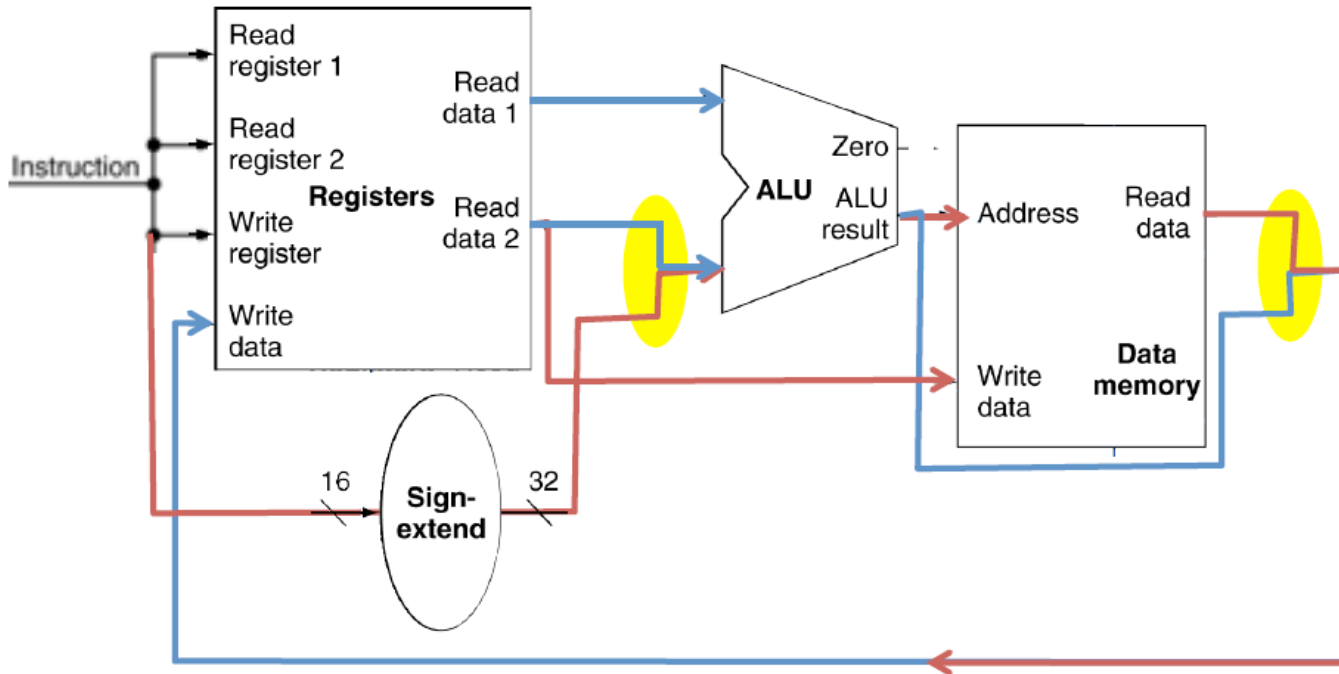 Instruction
Read
register 1
Read
register 2
Write
register
Write
data
Registers
Read
data 1
Read
data 2
16
Sign-
extend
32
ALU
Zero
ALU
result
Address
Write
data
Read
data
Data
memory